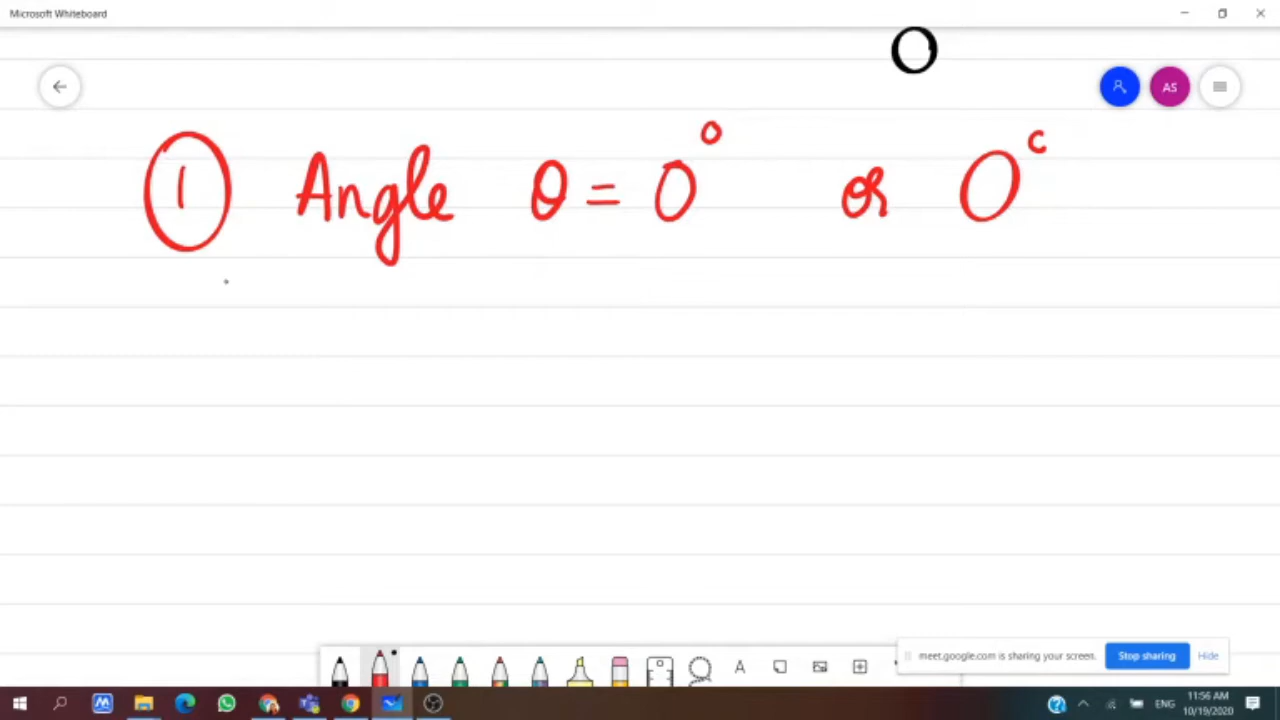 Microsoft Whiteboard
O
AS
① Angle θ = 0° or 0ᶜ
A
meet.google.com is sharing your screen. Stop sharing Hide
ENG
11:56 AM
10/19/2020